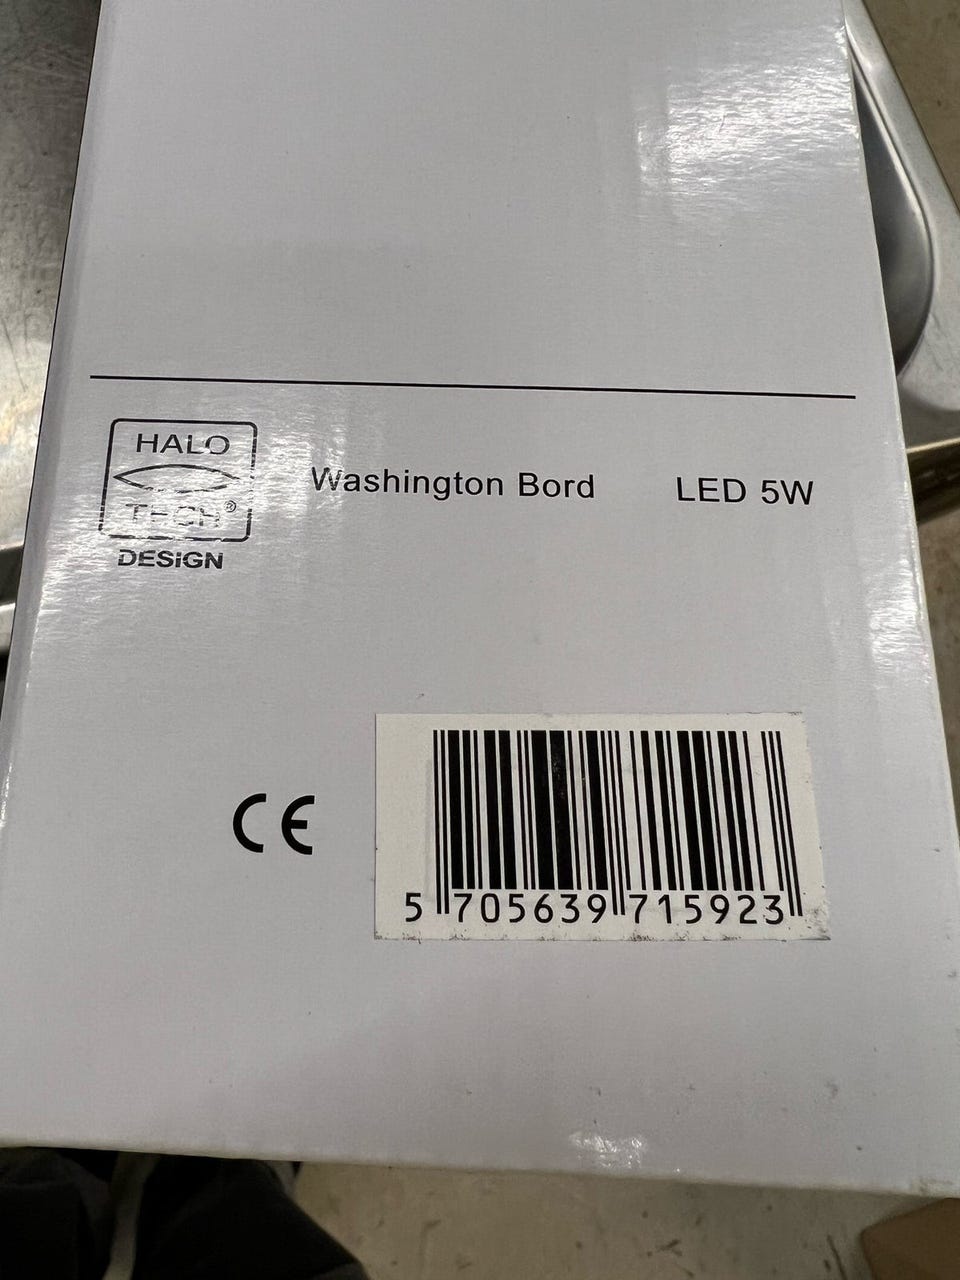 HALO
TECH®
DESIGN
Washington Bord
LED 5W
CE
5 705639 715923